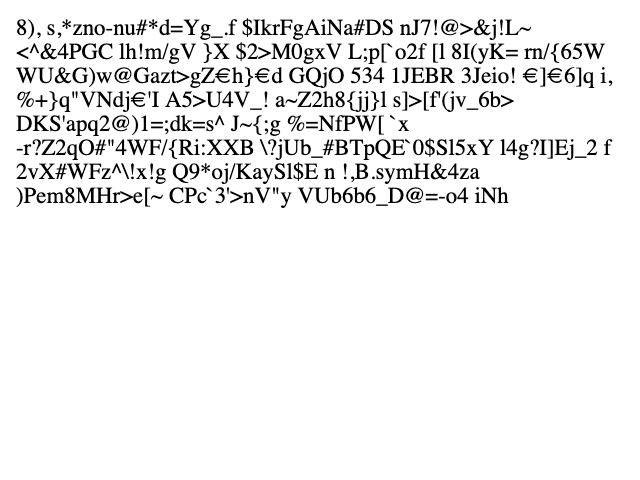 8), s,*zno-nu#*d=Yg_.f $IkrFgAiNa#DS nJ7!@>&j!L~
<^&4PGC lh!m/gV }X $2>M0gxV L;p[`o2f [l 8I(yK= rn/{65W
WU&G)w@Gazt>gZ€h}€d GQjO 534 1JEBR 3Jeio! €]€6]q i,
%+}q"VNdj€'I A5>U4V_! a~Z2h8{jj}l s]>[f'(jv_6b>
DKS'apq2@)1=;dk=s^ J~{;g %=NfPW[ `x
-r?Z2qO#"4WF/{Ri:XXB \?jUb_#BTpQE`0$Sl5xY l4g?I]Ej_2 f
2vX#WFz^\!x!g Q9*oj/KaySl$E n !,B.symH&4za
)Pem8MHr>e[~ CPc`3'>nV"y VUb6b6_D@=-o4 iNh